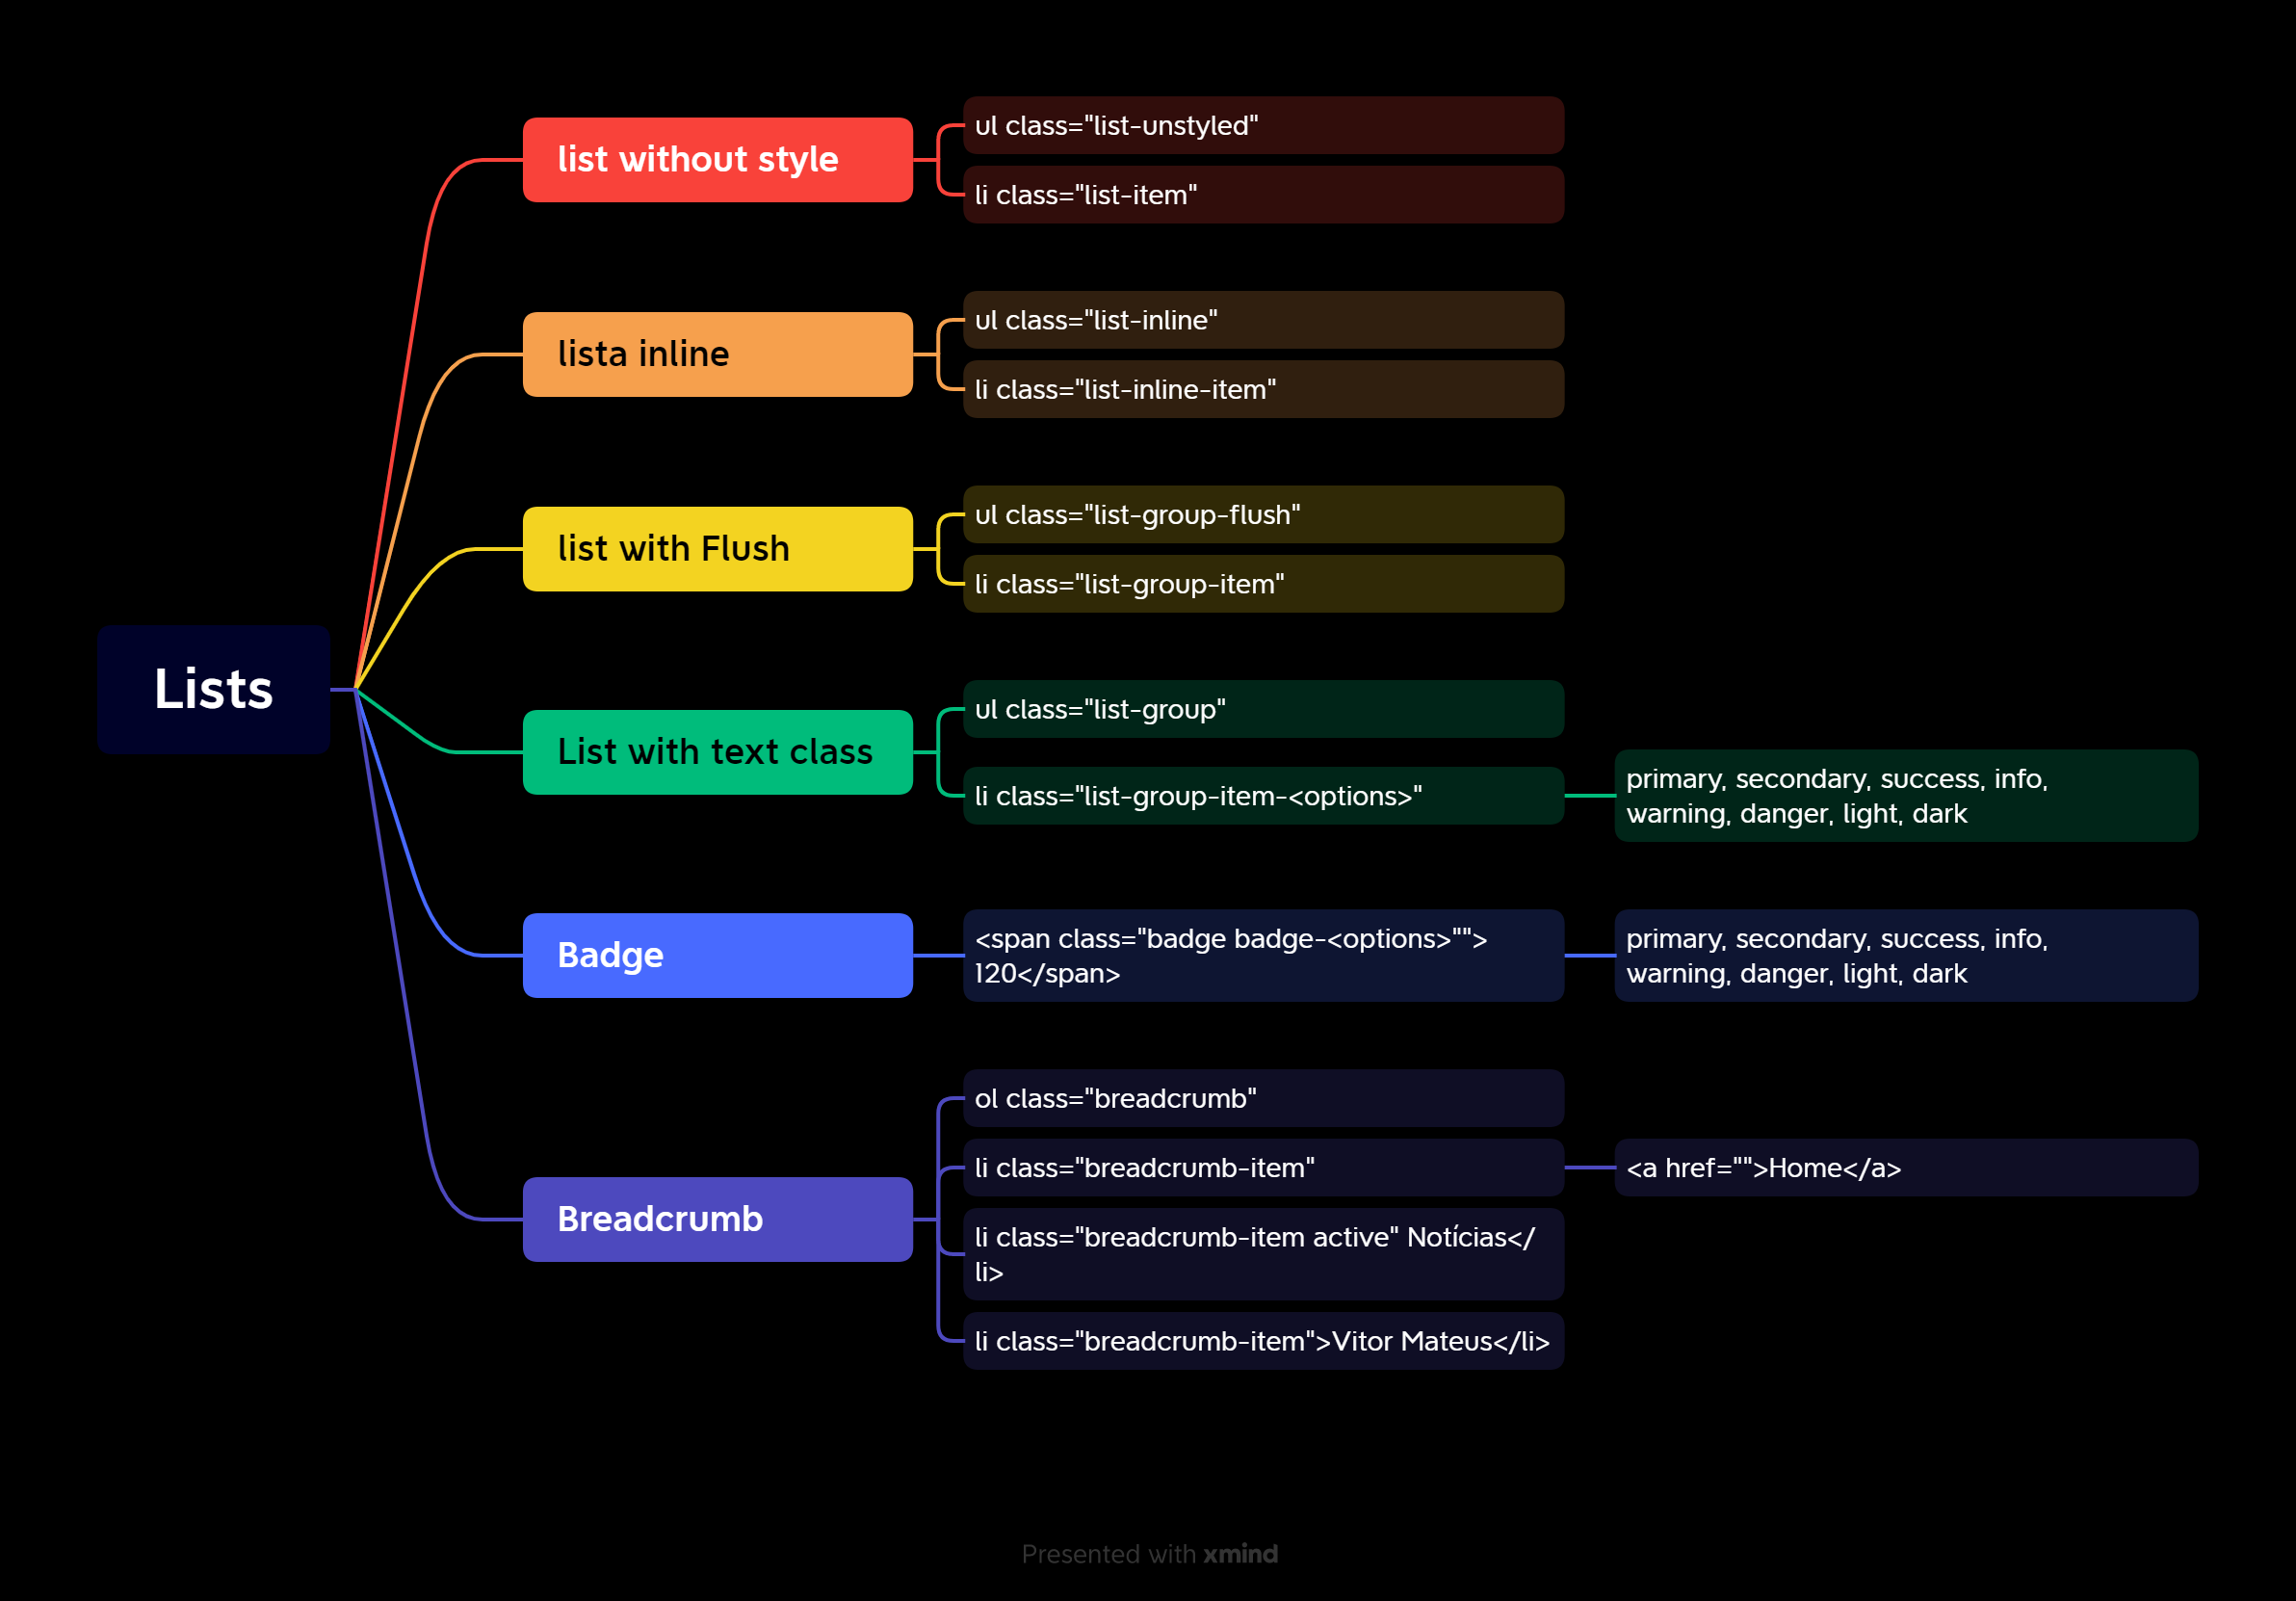 Lists
list without style
ul class="list-unstyled"
li class="list-item"
lista inline
ul class="list-inline"
li class="list-inline-item"
list with Flush
ul class="list-group-flush"
li class="list-group-item"
List with text class
ul class="list-group"
li class="list-group-item-<options>"
primary, secondary, success, info,
warning, danger, light, dark
Badge
<span class="badge badge-<options>"">
120</span>
primary, secondary, success, info,
warning, danger, light, dark
Breadcrumb
ol class="breadcrumb"
li class="breadcrumb-item"
<a href="">Home</a>
li class="breadcrumb-item active" Notícias</
li>
li class="breadcrumb-item">Vitor Mateus</li>
Presented with xmind